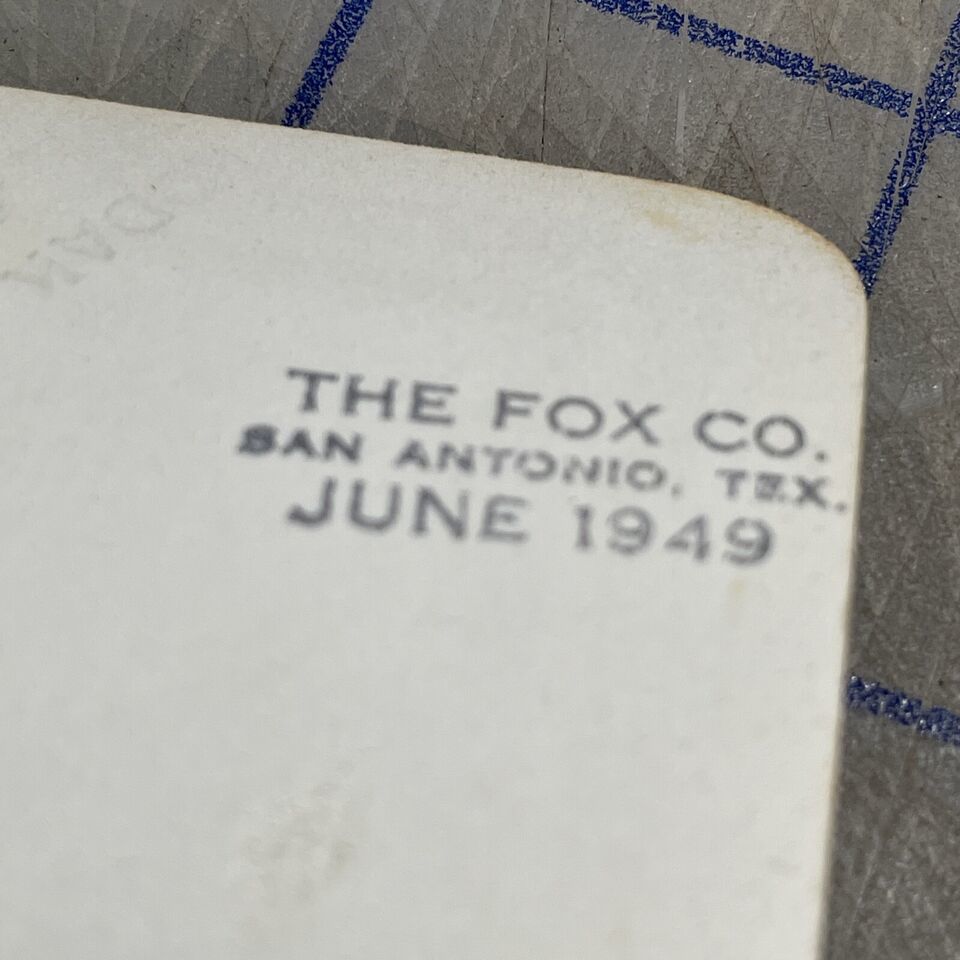 THE FOX CO.
SAN ANTONIO, TEX.
JUNE 1949